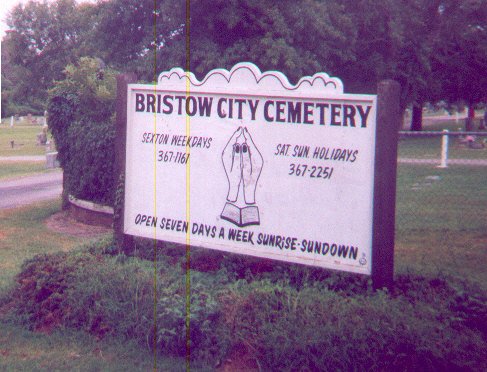 BRISTOW CITY CEMETERY
SEXTON WEEKDAYS
367-1161
SAT. SUN. HOLIDAYS
367-2251
OPEN SEVEN DAYS A WEEK SUNRISE-SUNDOWN